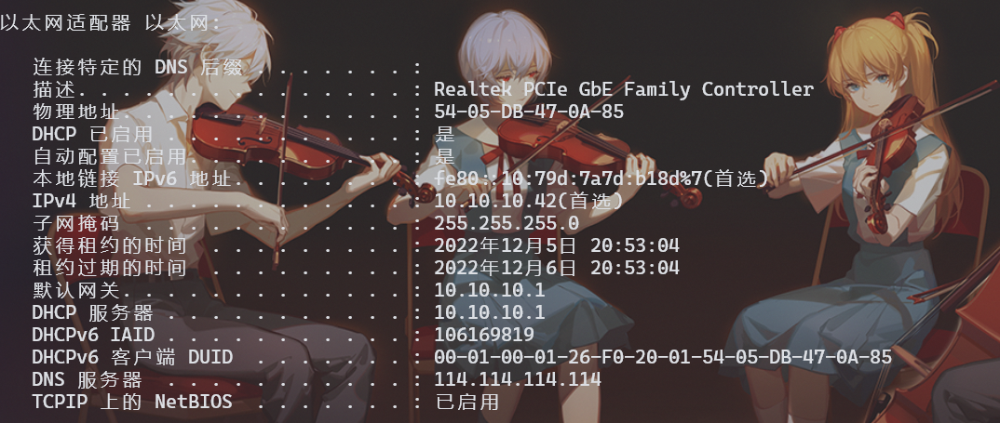 以太网适配器 以太网:
连接特定的 DNS 后缀 . . . . . . . :
描述. . . . . . . . . . . . . . . : Realtek PCIe GbE Family Controller
物理地址. . . . . . . . . . . . . : 54-05-DB-47-0A-85
DHCP 已启用 . . . . . . . . . . . : 是
自动配置已启用. . . . . . . . . . : 是
本地链接 IPv6 地址. . . . . . . . : fe80::10:79d:7a7d:b18d%7(首选)
IPv4 地址 . . . . . . . . . . . . : 10.10.10.42(首选)
子网掩码 . . . . . . . . . . . . : 255.255.255.0
获得租约的时间 . . . . . . . . . : 2022年12月5日 20:53:04
租约过期的时间 . . . . . . . . . : 2022年12月6日 20:53:04
默认网关. . . . . . . . . . . . . : 10.10.10.1
DHCP 服务器 . . . . . . . . . . . : 10.10.10.1
DHCPv6 IAID . . . . . . . . . . . : 106169819
DHCPv6 客户端 DUID . . . . . . . : 00-01-00-01-26-F0-20-01-54-05-DB-47-0A-85
DNS 服务器 . . . . . . . . . . . : 114.114.114.114
TCPIP 上的 NetBIOS . . . . . . . : 已启用